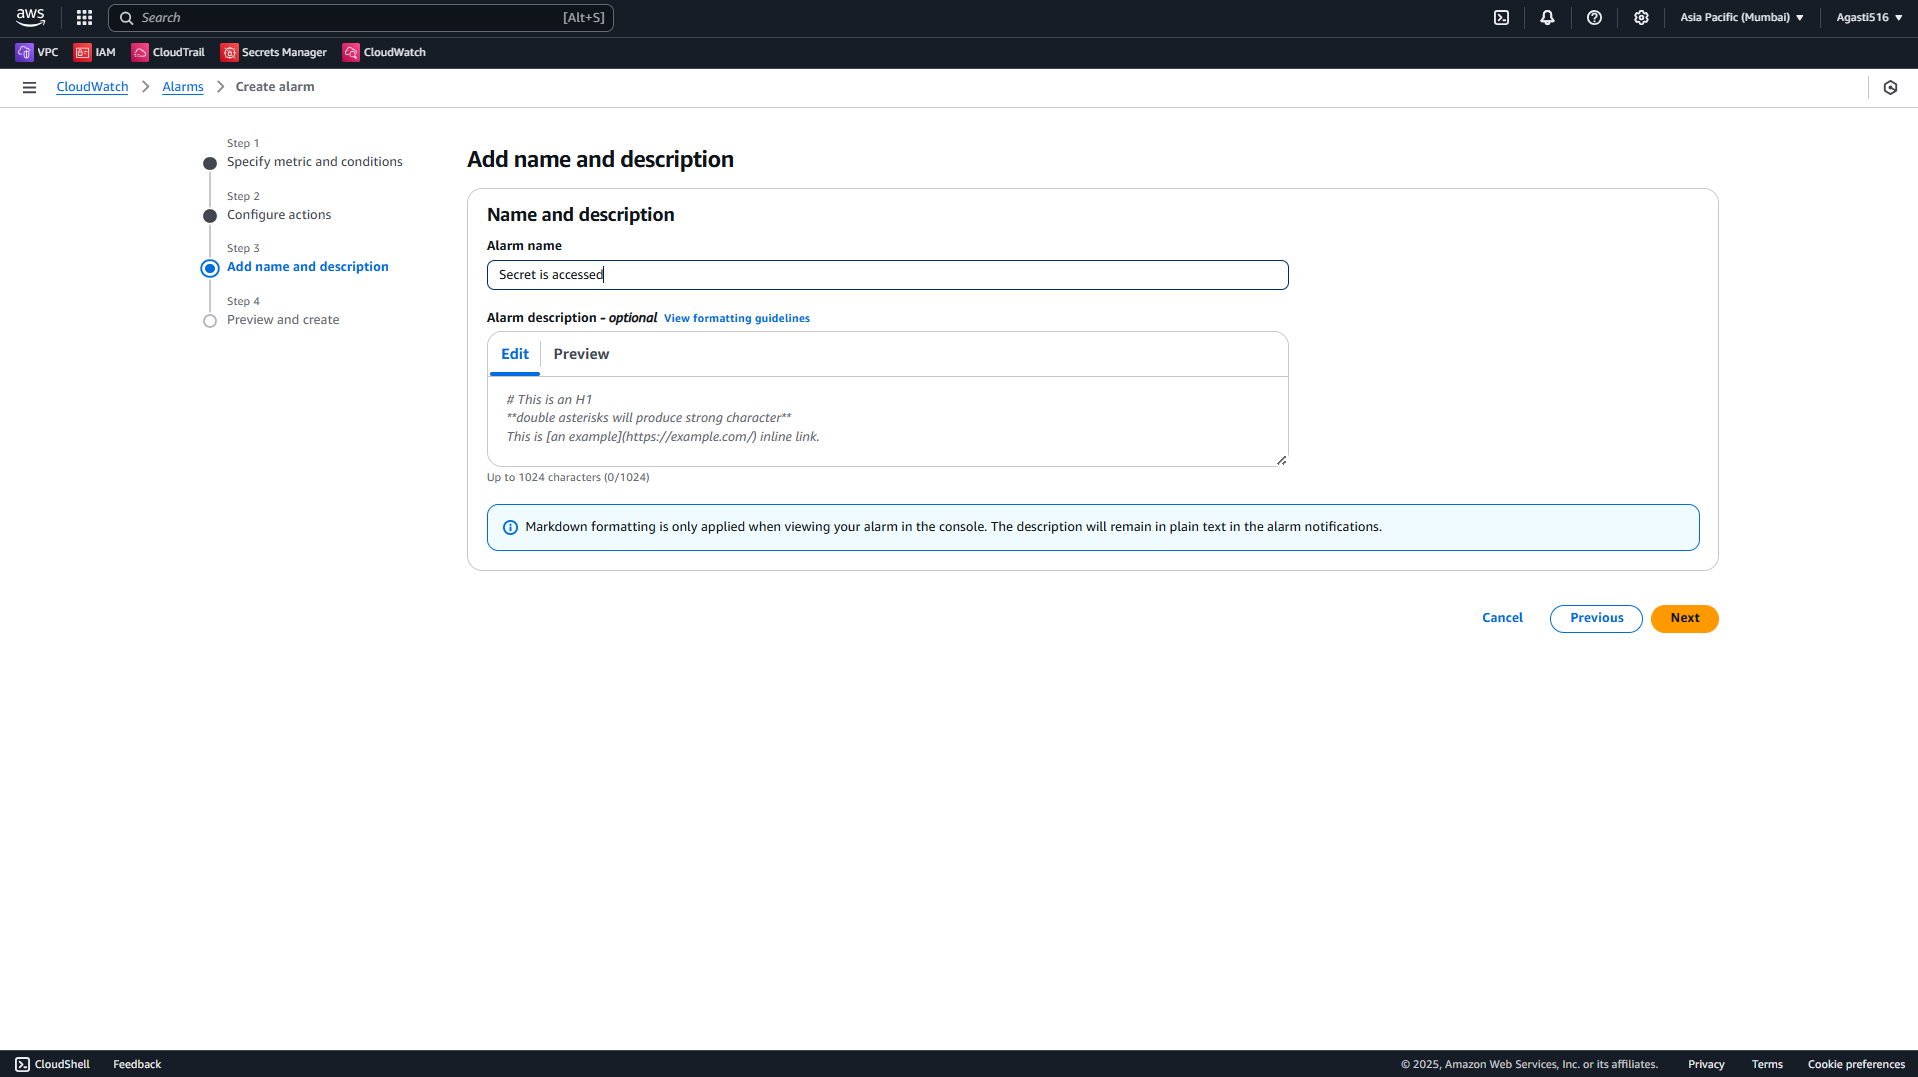 aws
Search [Alt+S]
Asia Pacific (Mumbai) Agasti516
VPC IAM CloudTrail Secrets Manager CloudWatch
CloudWatch Alarms Create alarm
Step 1
Specify metric and conditions
Step 2
Configure actions
Step 3
Add name and description
Step 4
Preview and create
Add name and description
Name and description
Alarm name
Secret is accessed
Alarm description - optional View formatting guidelines
Edit Preview
# This is an H1
**double asterisks will produce strong character**
This is [an example](https://example.com/) inline link.
Up to 1024 characters (0/1024)
Markdown formatting is only applied when viewing your alarm in the console. The description will remain in plain text in the alarm notifications.
Cancel Previous Next
CloudShell Feedback © 2025, Amazon Web Services, Inc. or its affiliates. Privacy Terms Cookie preferences